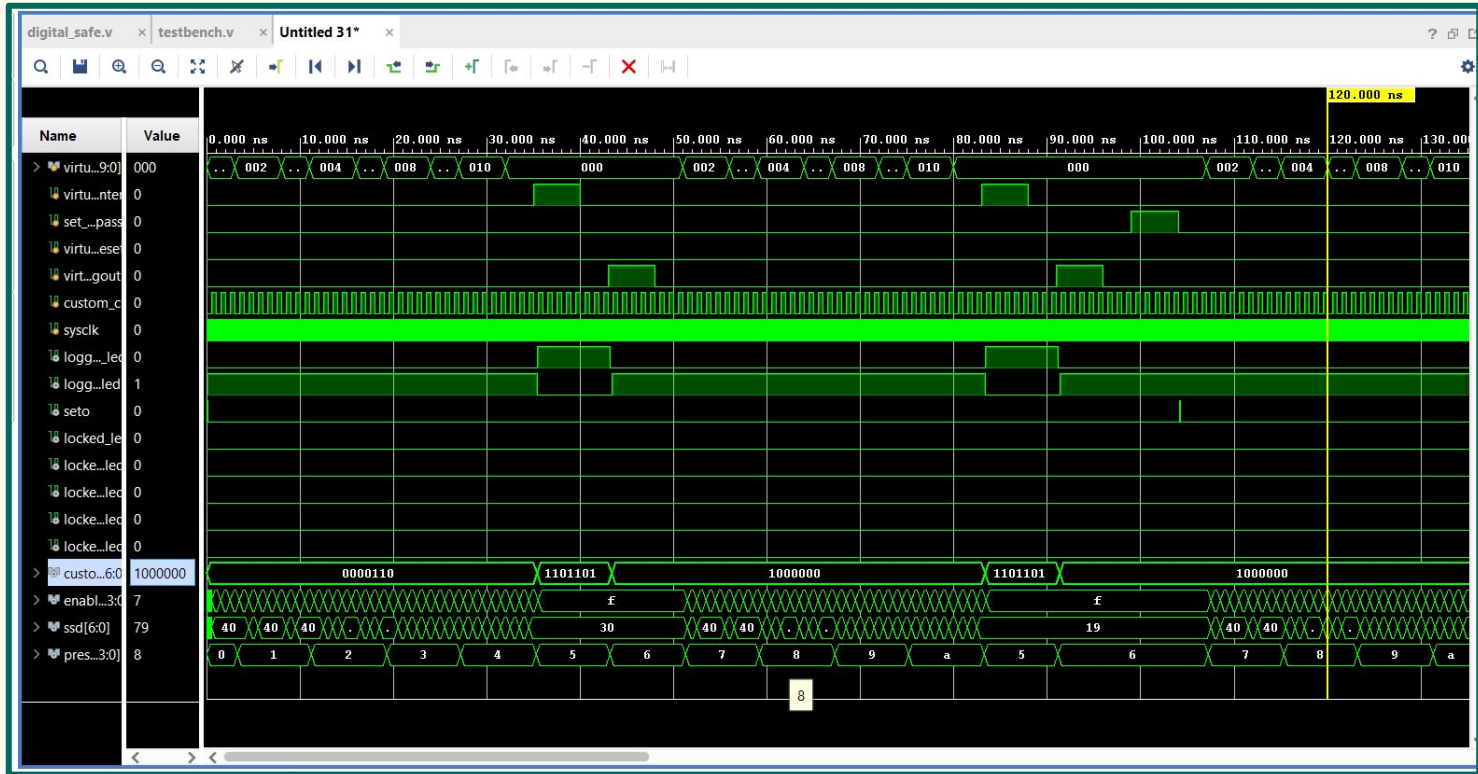 digital_safe.v × testbench.v × Untitled 31* ×
?
120.000 ns
Name Value
0.000 ns 10.000 ns 20.000 ns 30.000 ns 40.000 ns 50.000 ns 60.000 ns 70.000 ns 80.000 ns 90.000 ns 100.000 ns 110.000 ns 120.000 ns 130.00
virtu...9:0] 000 .. 002 .. 004 .. 008 .. 010 000 002 .. 004 .. 008 .. 010 000 002 .. 004 .. 008 .. 010
virtu...nter 0
set_...pass 0
virtu...eset 0
virt...gout 0
custom_c 0
sysclk 0
logg..._led 0
logg...led 1
seto 0
locked_le 0
locke...lec 0
locke...lec 0
locke...lec 0
locke...lec 0
custo...6:0 1000000 0000110 1101101 1000000 1101101 1000000
enabl...3:0 7 f f
ssd[6:0] 79 40 40 40 . . 30 40 40 . . 19 40 40 . .
pres...3:0] 8 0 1 2 3 4 5 6 7 8 9 a 5 6 7 8 9 a
8